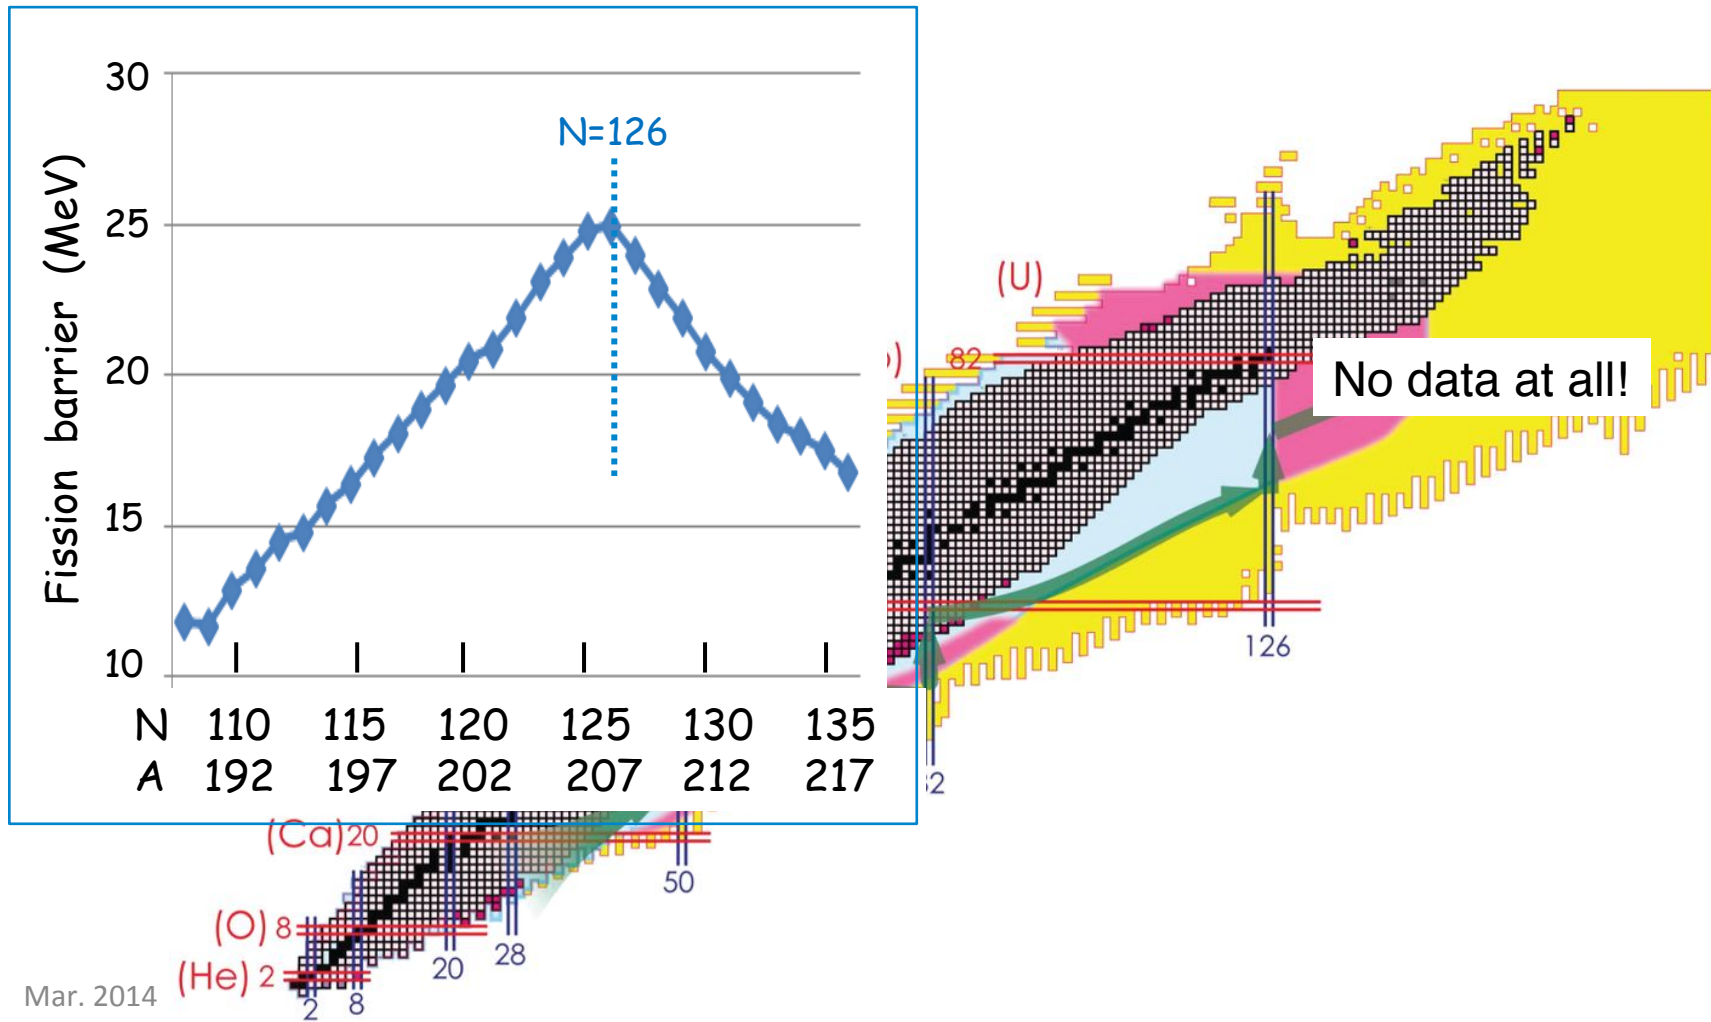 30
25
20
15
10
Fission barrier (MeV)
N=126
N 110 115 120 125 130 135
A 192 197 202 207 212 217
(U)
82
)
No data at all!
126
50
(Ca) 20
(O) 8
(He) 2
2
8
20
28
Mar. 2014